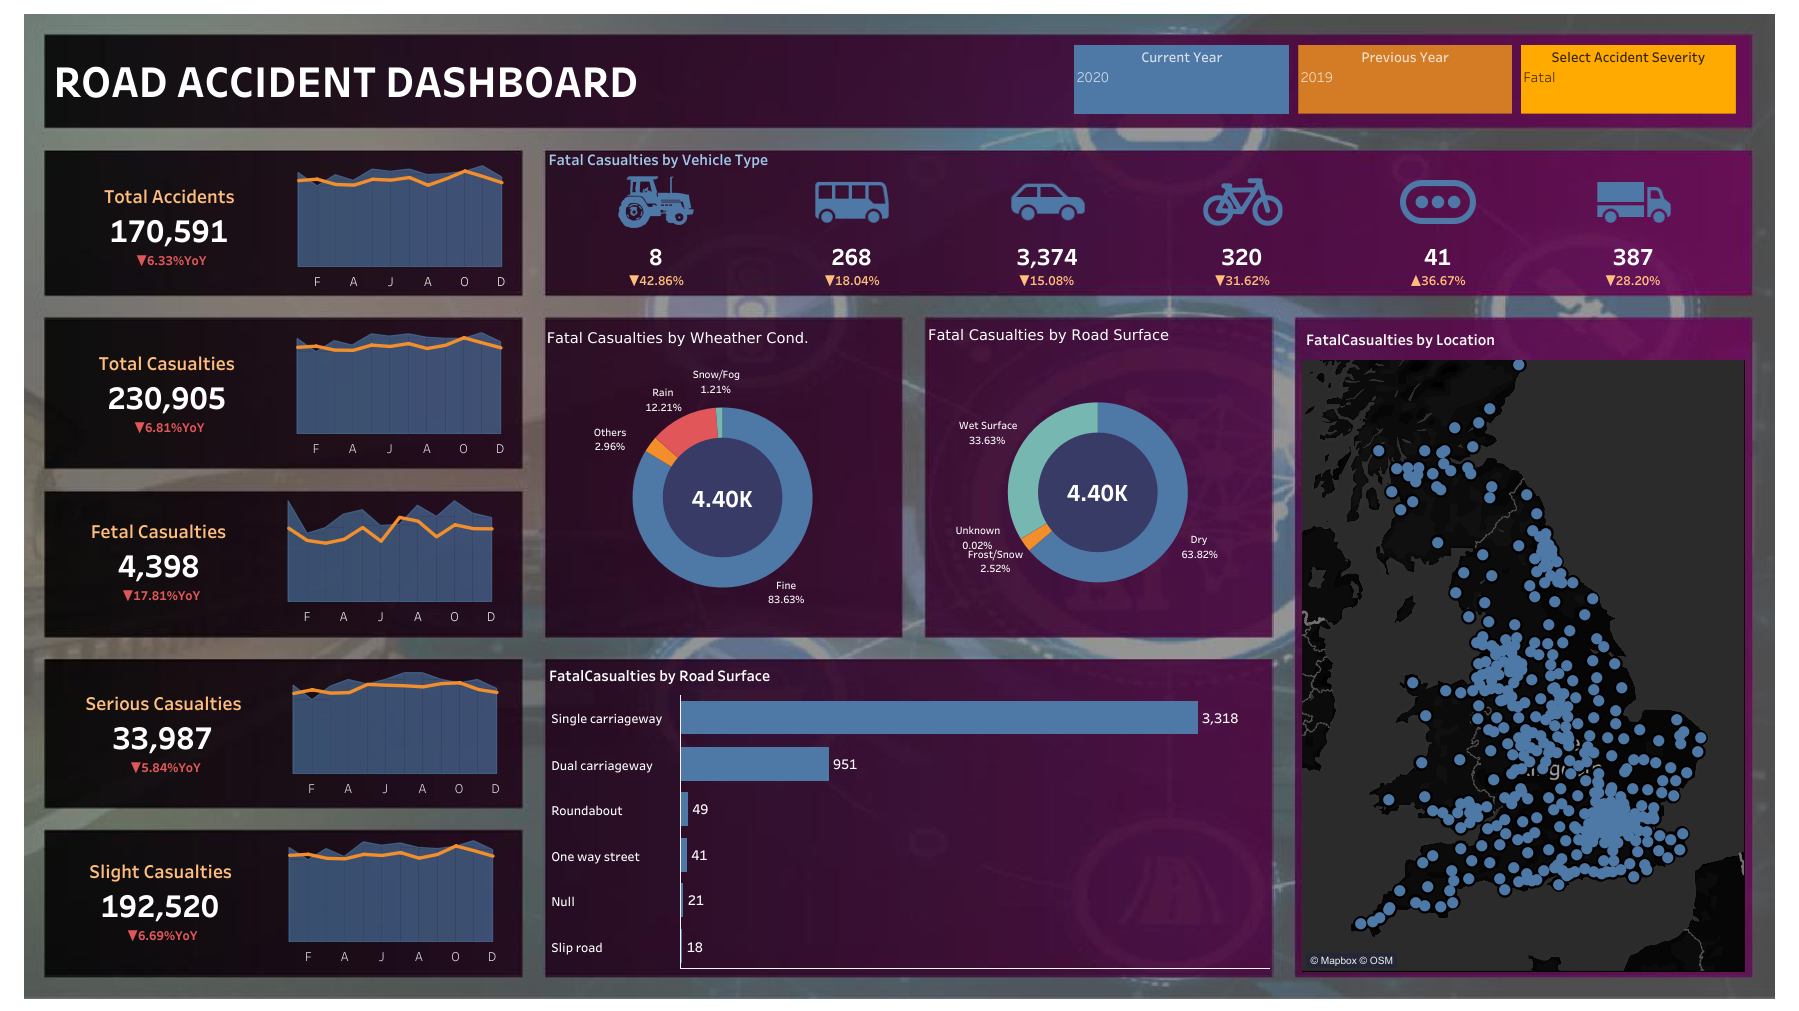 ROAD ACCIDENT DASHBOARD
Current Year
2020
Previous Year
2019
Select Accident Severity
Fatal
Total Accidents
170,591
▼6.33%YoY
F A J A O D
Total Casualties
230,905
▼6.81%YoY
F A J A O D
Fetal Casualties
4,398
▼17.81%YoY
F A J A O D
Serious Casualties
33,987
▼5.84%YoY
F A J A O D
Slight Casualties
192,520
▼6.69%YoY
F A J A O D
Fatal Casualties by Vehicle Type
8
▼42.86%
268
▼18.04%
3,374
▼15.08%
320
▼31.62%
41
▲36.67%
387
▼28.20%
Fatal Casualties by Wheather Cond.
Snow/Fog
1.21%
Rain
12.21%
Others
2.96%
4.40K
Fine
83.63%
Fatal Casualties by Road Surface
Wet Surface
33.63%
4.40K
Unknown
0.02%
Frost/Snow
2.52%
Dry
63.82%
FatalCasualties by Road Surface
Single carriageway 3,318
Dual carriageway 951
Roundabout 49
One way street 41
Null 21
Slip road 18
FatalCasualties by Location
© Mapbox © OSM